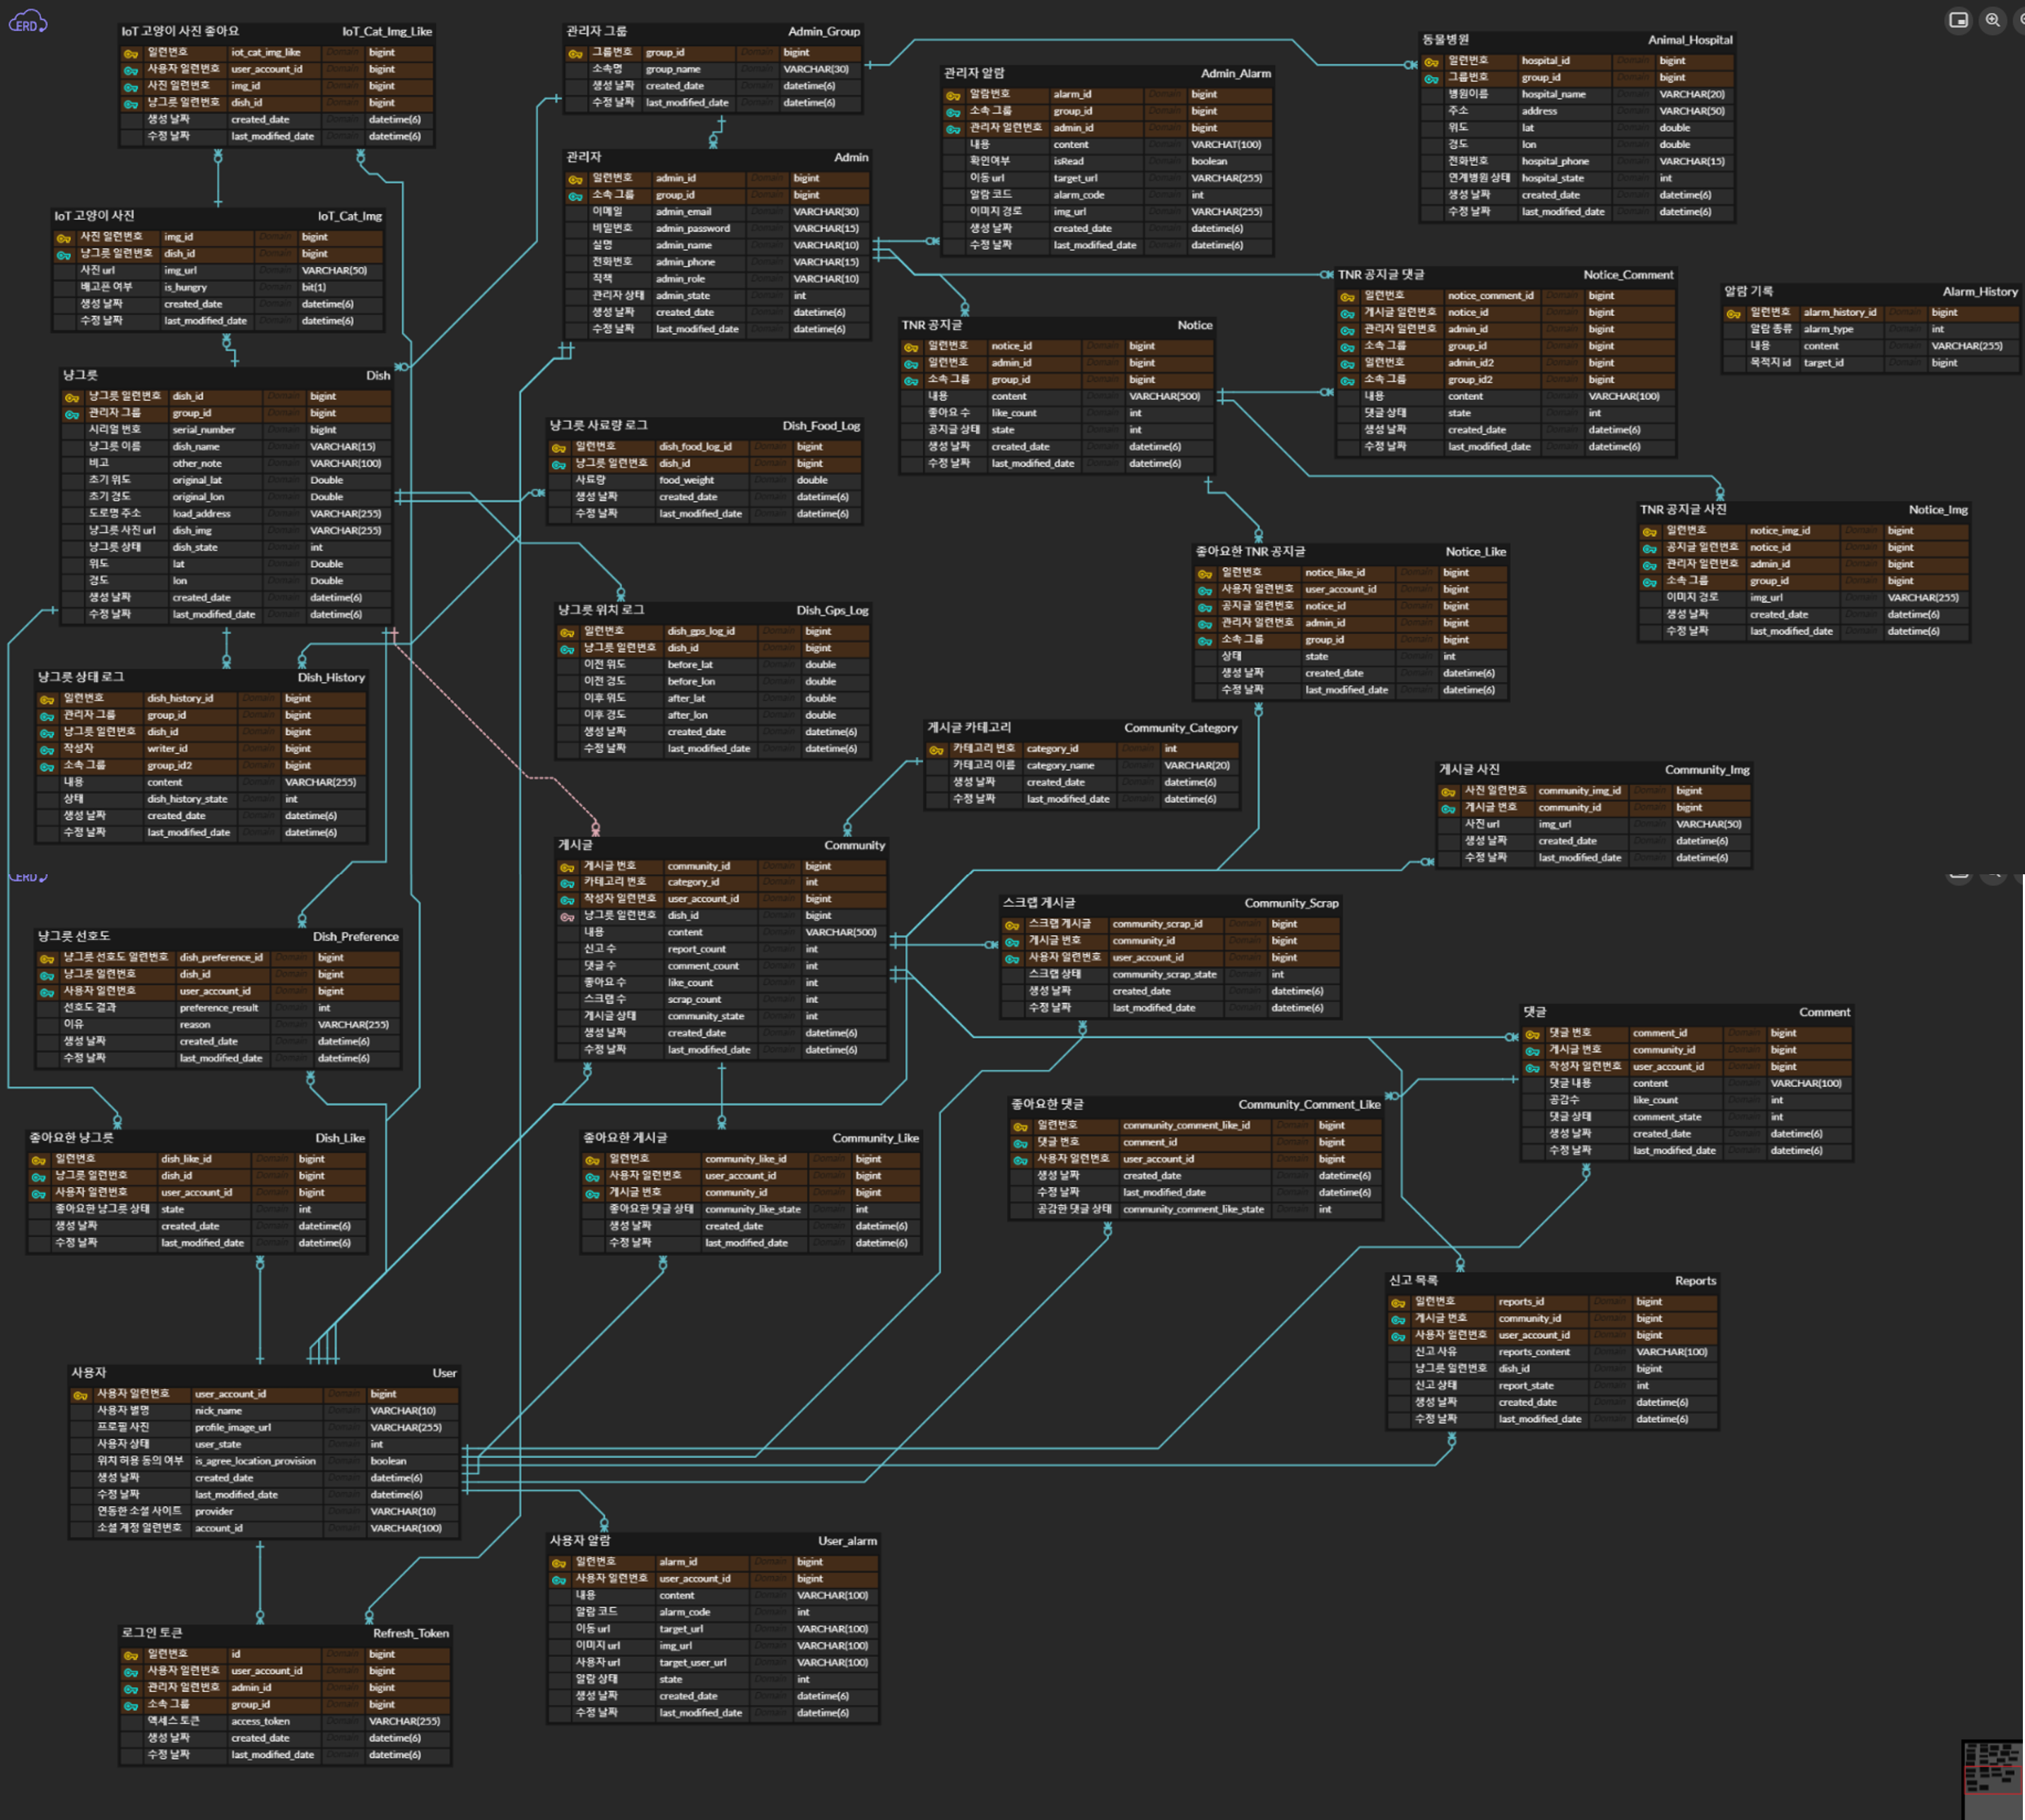 ERD
IoT 고양이 사진 좋아요 IoT_Cat_Img_Like
일련번호 iot_cat_img_like Domain bigint
사용자 일련번호 user_account_id Domain bigint
사진 일련번호 img_id Domain bigint
냥그릇 일련번호 dish_id Domain bigint
생성 날짜 created_date Domain datetime(6)
수정 날짜 last_modified_date Domain datetime(6)
관리자 그룹 Admin_Group
그룹번호 group_id Domain bigint
소속명 group_name Domain VARCHAR(30)
생성 날짜 created_date Domain datetime(6)
수정 날짜 last_modified_date Domain datetime(6)
관리자 알람 Admin_Alarm
알람번호 alarm_id Domain bigint
소속 그룹 group_id Domain bigint
관리자 일련번호 admin_id Domain bigint
내용 content Domain VARCHAT(100)
확인여부 isRead Domain boolean
이동 url target_url Domain VARCHAR(255)
알람 코드 alarm_code Domain int
이미지 경로 img_url Domain VARCHAR(255)
생성 날짜 created_date Domain datetime(6)
수정 날짜 last_modified_date Domain datetime(6)
동물병원 Animal_Hospital
일련번호 hospital_id Domain bigint
그룹번호 group_id Domain bigint
병원이름 hospital_name Domain VARCHAR(20)
주소 address Domain VARCHAR(50)
위도 lat Domain double
경도 lon Domain double
전화번호 hospital_phone Domain VARCHAR(15)
연계병원 상태 hospital_state Domain int
생성 날짜 created_date Domain datetime(6)
수정 날짜 last_modified_date Domain datetime(6)
관리자 Admin
일련번호 admin_id Domain bigint
소속 그룹 group_id Domain bigint
이메일 admin_email Domain VARCHAR(30)
비밀번호 admin_password Domain VARCHAR(15)
실명 admin_name Domain VARCHAR(10)
전화번호 admin_phone Domain VARCHAR(15)
직책 admin_role Domain VARCHAR(10)
관리자 상태 admin_state Domain int
생성 날짜 created_date Domain datetime(6)
수정 날짜 last_modified_date Domain datetime(6)
IoT 고양이 사진 IoT_Cat_Img
사진 일련번호 img_id Domain bigint
냥그릇 일련번호 dish_id Domain bigint
사진 url img_url Domain VARCHAR(50)
배고픈 여부 is_hungry Domain bit(1)
생성 날짜 created_date Domain datetime(6)
수정 날짜 last_modified_date Domain datetime(6)
TNR 공지글 댓글 Notice_Comment
일련번호 notice_comment_id Domain bigint
게시글 일련번호 notice_id Domain bigint
관리자 일련번호 admin_id Domain bigint
소속 그룹 group_id Domain bigint
일련번호 admin_id2 Domain bigint
소속 그룹 group_id2 Domain bigint
내용 content Domain VARCHAR(100)
댓글 상태 state Domain int
생성 날짜 created_date Domain datetime(6)
수정 날짜 last_modified_date Domain datetime(6)
알람 기록 Alarm_History
일련번호 alarm_history_id Domain bigint
알람 종류 alarm_type Domain int
내용 content Domain VARCHAR(255)
목적지 id target_id Domain bigint
TNR 공지글 Notice
일련번호 notice_id Domain bigint
일련번호 admin_id Domain bigint
소속 그룹 group_id Domain bigint
내용 content Domain VARCHAR(500)
좋아요 수 like_count Domain int
공지글 상태 state Domain int
생성 날짜 created_date Domain datetime(6)
수정 날짜 last_modified_date Domain datetime(6)
냥그릇 Dish
냥그릇 일련번호 dish_id Domain bigint
관리자 그룹 group_id Domain bigint
시리얼 번호 serial_number Domain bigInt
냥그릇 이름 dish_name Domain VARCHAR(15)
비고 other_note Domain VARCHAR(100)
초기 위도 original_lat Domain Double
초기 경도 original_lon Domain Double
도로명 주소 load_address Domain VARCHAR(255)
냥그릇 사진 url dish_img Domain VARCHAR(255)
냥그릇 상태 dish_state Domain int
위도 lat Domain Double
경도 lon Domain Double
생성 날짜 created_date Domain datetime(6)
수정 날짜 last_modified_date Domain datetime(6)
냥그릇 사료량 로그 Dish_Food_Log
일련번호 dish_food_log_id Domain bigint
냥그릇 일련번호 dish_id Domain bigint
사료량 food_weight Domain double
생성 날짜 created_date Domain datetime(6)
수정 날짜 last_modified_date Domain datetime(6)
TNR 공지글 사진 Notice_Img
일련번호 notice_img_id Domain bigint
공지글 일련번호 notice_id Domain bigint
관리자 일련번호 admin_id Domain bigint
소속 그룹 group_id Domain bigint
이미지 경로 img_url Domain VARCHAR(255)
생성 날짜 created_date Domain datetime(6)
수정 날짜 last_modified_date Domain datetime(6)
좋아요한 TNR 공지글 Notice_Like
일련번호 notice_like_id Domain bigint
사용자 일련번호 user_account_id Domain bigint
공지글 일련번호 notice_id Domain bigint
관리자 일련번호 admin_id Domain bigint
소속 그룹 group_id Domain bigint
상태 state Domain int
생성 날짜 created_date Domain datetime(6)
수정 날짜 last_modified_date Domain datetime(6)
냥그릇 위치 로그 Dish_Gps_Log
일련번호 dish_gps_log_id Domain bigint
냥그릇 일련번호 dish_id Domain bigint
이전 위도 before_lat Domain double
이전 경도 before_lon Domain double
이후 위도 after_lat Domain double
이후 경도 after_lon Domain double
생성 날짜 created_date Domain datetime(6)
수정 날짜 last_modified_date Domain datetime(6)
냥그릇 상태 로그 Dish_History
일련번호 dish_history_id Domain bigint
관리자 그룹 group_id Domain bigint
냥그릇 일련번호 dish_id Domain bigint
작성자 writer_id Domain bigint
소속 그룹 group_id2 Domain bigint
내용 content Domain VARCHAR(255)
상태 dish_history_state Domain int
생성 날짜 created_date Domain datetime(6)
수정 날짜 last_modified_date Domain datetime(6)
게시글 카테고리 Community_Category
카테고리 번호 category_id Domain int
카테고리 이름 category_name Domain VARCHAR(20)
생성 날짜 created_date Domain datetime(6)
수정 날짜 last_modified_date Domain datetime(6)
게시글 사진 Community_Img
사진 일련번호 community_img_id Domain bigint
게시글 번호 community_id Domain bigint
사진 url img_url Domain VARCHAR(50)
생성 날짜 created_date Domain datetime(6)
수정 날짜 last_modified_date Domain datetime(6)
ERD
게시글 Community
게시글 번호 community_id Domain bigint
카테고리 번호 category_id Domain int
작성자 일련번호 user_account_id Domain bigint
냥그릇 일련번호 dish_id Domain bigint
내용 content Domain VARCHAR(500)
신고 수 report_count Domain int
댓글 수 comment_count Domain int
좋아요 수 like_count Domain int
스크랩 수 scrap_count Domain int
게시글 상태 community_state Domain int
생성 날짜 created_date Domain datetime(6)
수정 날짜 last_modified_date Domain datetime(6)
스크랩 게시글 Community_Scrap
스크랩 게시글 community_scrap_id Domain bigint
게시글 번호 community_id Domain bigint
사용자 일련번호 user_account_id Domain bigint
스크랩 상태 community_scrap_state Domain int
생성 날짜 created_date Domain datetime(6)
수정 날짜 last_modified_date Domain datetime(6)
냥그릇 선호도 Dish_Preference
냥그릇 선호도 일련번호 dish_preference_id Domain bigint
냥그릇 일련번호 dish_id Domain bigint
사용자 일련번호 user_account_id Domain bigint
선호도 결과 preference_result Domain int
이유 reason Domain VARCHAR(255)
생성 날짜 created_date Domain datetime(6)
수정 날짜 last_modified_date Domain datetime(6)
댓글 Comment
댓글 번호 comment_id Domain bigint
게시글 번호 community_id Domain bigint
작성자 일련번호 user_account_id Domain bigint
댓글 내용 content Domain VARCHAR(100)
공감수 like_count Domain int
댓글 상태 comment_state Domain int
생성 날짜 created_date Domain datetime(6)
수정 날짜 last_modified_date Domain datetime(6)
좋아요한 댓글 Community_Comment_Like
일련번호 community_comment_like_id Domain bigint
댓글 번호 comment_id Domain bigint
사용자 일련번호 user_account_id Domain bigint
생성 날짜 created_date Domain datetime(6)
수정 날짜 last_modified_date Domain datetime(6)
공감한 댓글 상태 community_comment_like_state Domain int
좋아요한 냥그릇 Dish_Like
일련번호 dish_like_id Domain bigint
냥그릇 일련번호 dish_id Domain bigint
사용자 일련번호 user_account_id Domain bigint
좋아요한 냥그릇 상태 state Domain int
생성 날짜 created_date Domain datetime(6)
수정 날짜 last_modified_date Domain datetime(6)
좋아요한 게시글 Community_Like
일련번호 community_like_id Domain bigint
사용자 일련번호 user_account_id Domain bigint
게시글 번호 community_id Domain bigint
좋아요한 댓글 상태 community_like_state Domain int
생성 날짜 created_date Domain datetime(6)
수정 날짜 last_modified_date Domain datetime(6)
신고 목록 Reports
일련번호 reports_id Domain bigint
게시글 번호 community_id Domain bigint
사용자 일련번호 user_account_id Domain bigint
신고 사유 reports_content Domain VARCHAR(100)
냥그릇 일련번호 dish_id Domain bigint
신고 상태 report_state Domain int
생성 날짜 created_date Domain datetime(6)
수정 날짜 last_modified_date Domain datetime(6)
사용자 User
사용자 일련번호 user_account_id Domain bigint
사용자 별명 nick_name Domain VARCHAR(10)
프로필 사진 profile_image_url Domain VARCHAR(255)
사용자 상태 user_state Domain int
위치 허용 동의 여부 is_agree_location_provision Domain boolean
생성 날짜 created_date Domain datetime(6)
수정 날짜 last_modified_date Domain datetime(6)
연동한 소셜 사이트 provider Domain VARCHAR(10)
소셜 계정 일련번호 account_id Domain VARCHAR(100)
사용자 알람 User_alarm
일련번호 alarm_id Domain bigint
사용자 일련번호 user_account_id Domain bigint
내용 content Domain VARCHAR(100)
알람 코드 alarm_code Domain int
이동 url target_url Domain VARCHAR(100)
이미지 url img_url Domain VARCHAR(100)
사용자 url target_user_url Domain VARCHAR(100)
알람 상태 state Domain int
생성 날짜 created_date Domain datetime(6)
수정 날짜 last_modified_date Domain datetime(6)
로그인 토큰 Refresh_Token
일련번호 id Domain bigint
사용자 일련번호 user_account_id Domain bigint
관리자 일련번호 admin_id Domain bigint
소속 그룹 group_id Domain bigint
액세스 토큰 access_token Domain VARCHAR(255)
생성 날짜 created_date Domain datetime(6)
수정 날짜 last_modified_date Domain datetime(6)